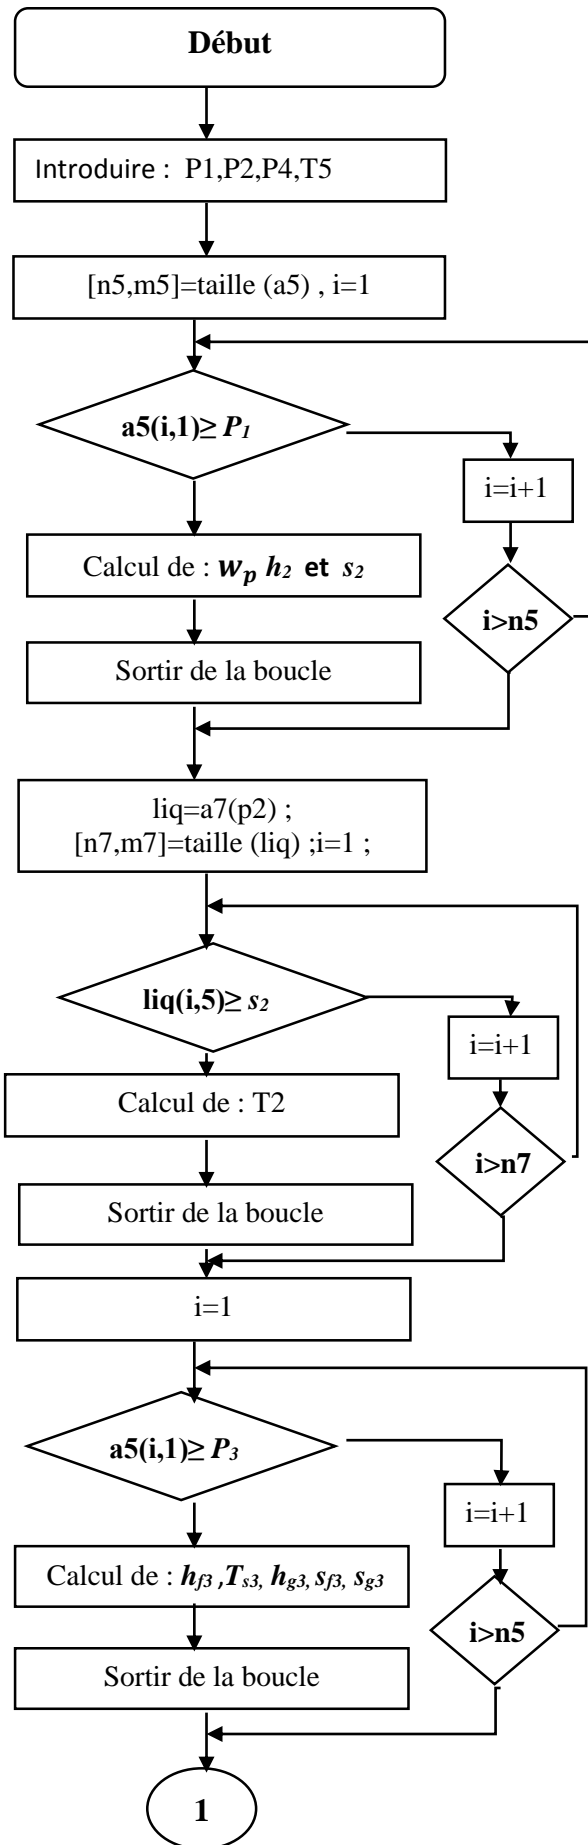 Début
Introduire : P1,P2,P4,T5
[n5,m5]=taille (a5) , i=1
a5(i,1)≥ P1
i=i+1
Calcul de : wp h2 et s2
i>n5
Sortir de la boucle
liq=a7(p2) ;
[n7,m7]=taille (liq) ;i=1 ;
liq(i,5)≥ s2
i=i+1
Calcul de : T2
i>n7
Sortir de la boucle
i=1
a5(i,1)≥ P3
i=i+1
Calcul de : hf3 ,Ts3, hg3, sf3, sg3
i>n5
Sortir de la boucle
1